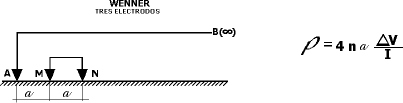 WENNER
TRES ELECTRODOS
B(∞)
A M N
a a
ρ = 4 n a ΔV
I